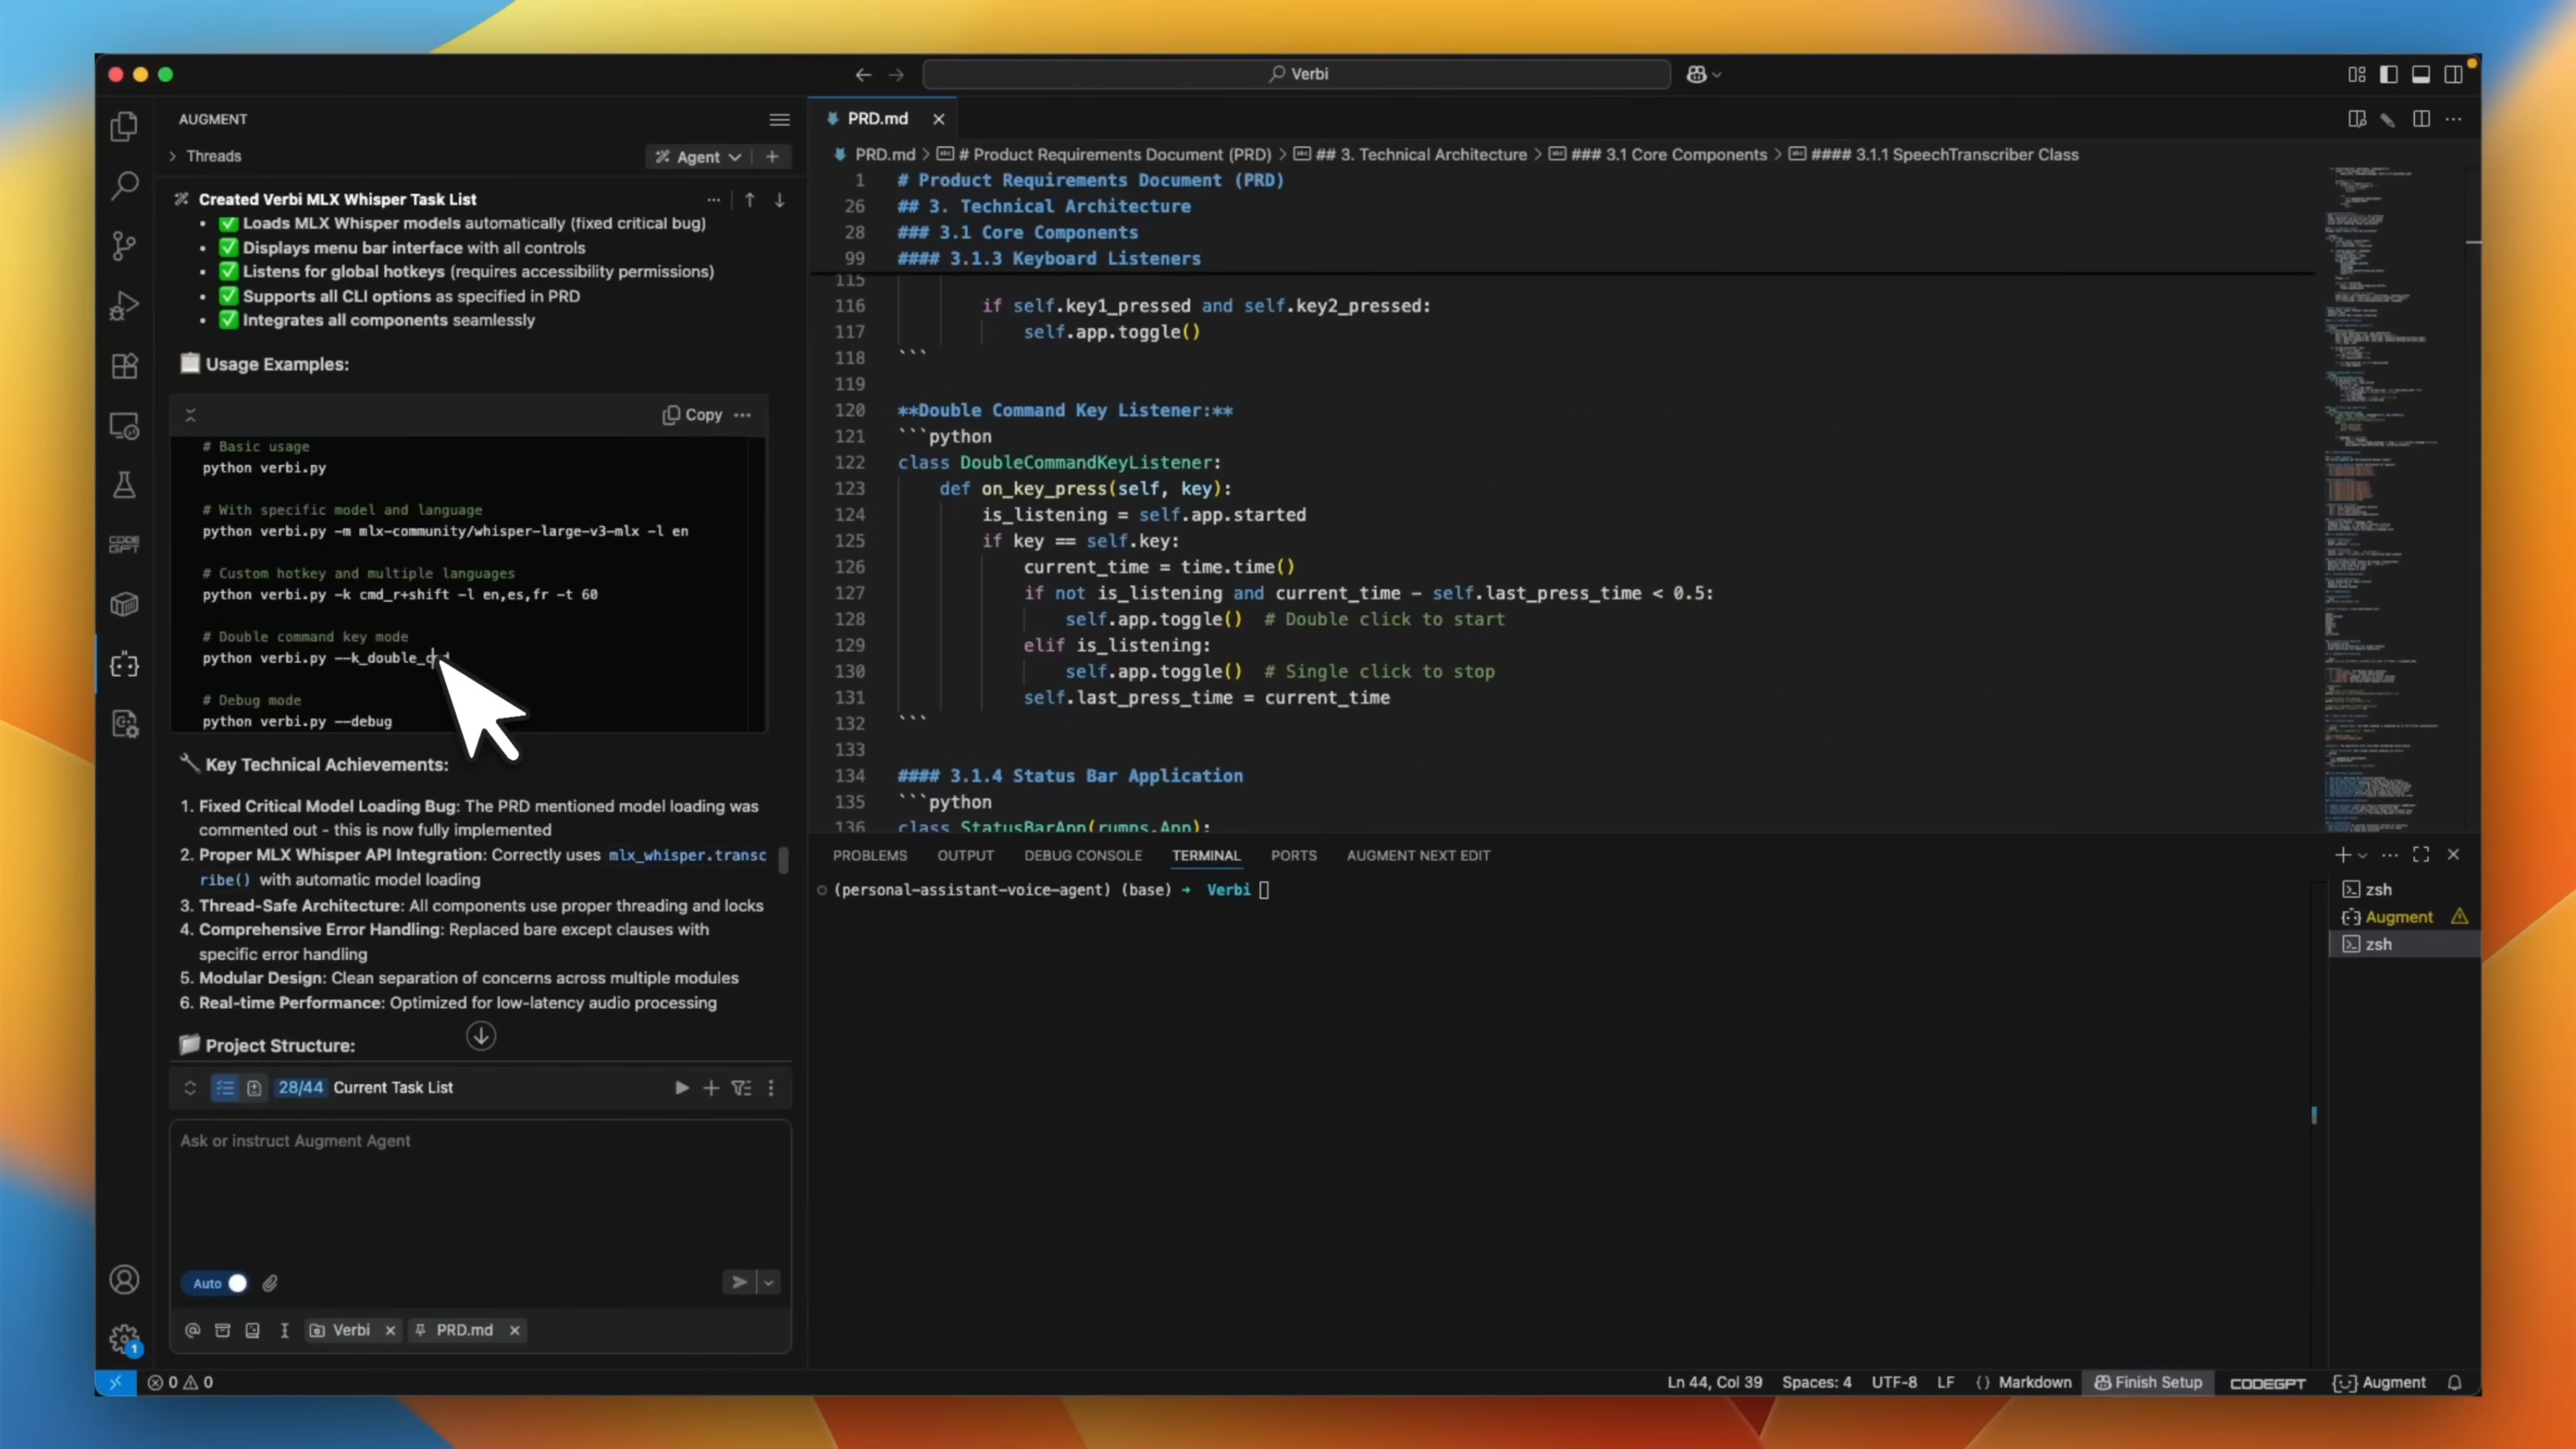 Verbi
AUGMENT
Threads
Agent
Created Verbi MLX Whisper Task List
✅ Loads MLX Whisper models automatically (fixed critical bug)
✅ Displays menu bar interface with all controls
✅ Listens for global hotkeys (requires accessibility permissions)
✅ Supports all CLI options as specified in PRD
✅ Integrates all components seamlessly
📋 Usage Examples:
Copy
# Basic usage
python verbi.py
# With specific model and language
python verbi.py -m mlx-community/whisper-large-v3-mlx -l en
# Custom hotkey and multiple languages
python verbi.py -k cmd_r+shift -l en,es,fr -t 60
# Double command key mode
python verbi.py --k_double_cmd
# Debug mode
python verbi.py --debug
🔧 Key Technical Achievements:
1. Fixed Critical Model Loading Bug: The PRD mentioned model loading was
commented out - this is now fully implemented
2. Proper MLX Whisper API Integration: Correctly uses mlx_whisper.transc
ribe() with automatic model loading
3. Thread-Safe Architecture: All components use proper threading and locks
4. Comprehensive Error Handling: Replaced bare except clauses with
specific error handling
5. Modular Design: Clean separation of concerns across multiple modules
6. Real-time Performance: Optimized for low-latency audio processing
📁 Project Structure:
28/44 Current Task List
Ask or instruct Augment Agent
Auto
@ Verbi PRD.md
PRD.md
PRD.md > # Product Requirements Document (PRD) > ## 3. Technical Architecture > ### 3.1 Core Components > #### 3.1.1 SpeechTranscriber Class
1 # Product Requirements Document (PRD)
26 ## 3. Technical Architecture
28 ### 3.1 Core Components
99 #### 3.1.3 Keyboard Listeners
115
116 if self.key1_pressed and self.key2_pressed:
117 self.app.toggle()
118 ```
119
120 **Double Command Key Listener:**
121 ```python
122 class DoubleCommandKeyListener:
123 def on_key_press(self, key):
124 is_listening = self.app.started
125 if key == self.key:
126 current_time = time.time()
127 if not is_listening and current_time - self.last_press_time < 0.5:
128 self.app.toggle() # Double click to start
129 elif is_listening:
130 self.app.toggle() # Single click to stop
131 self.last_press_time = current_time
132 ```
133
134 #### 3.1.4 Status Bar Application
135 ```python
136 class StatusBarApp(rumps.App):
PROBLEMS OUTPUT DEBUG CONSOLE TERMINAL PORTS AUGMENT NEXT EDIT
(personal-assistant-voice-agent) (base) → Verbi
zsh
Augment
zsh
CODE GPT
1
0 0
Ln 44, Col 39 Spaces: 4 UTF-8 LF {} Markdown Finish Setup CODEGPT Augment